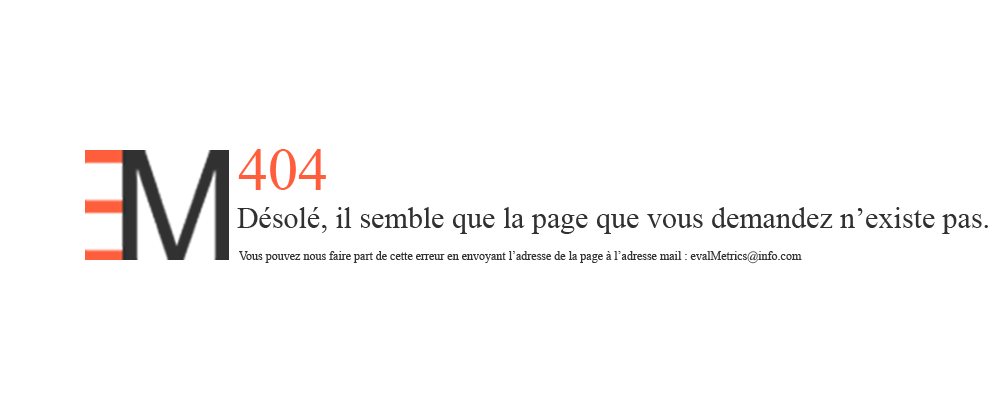 EM
404
Désolé, il semble que la page que vous demandez n’existe pas.
Vous pouvez nous faire part de cette erreur en envoyant l’adresse de la page à l’adresse mail : evalMetrics@info.com